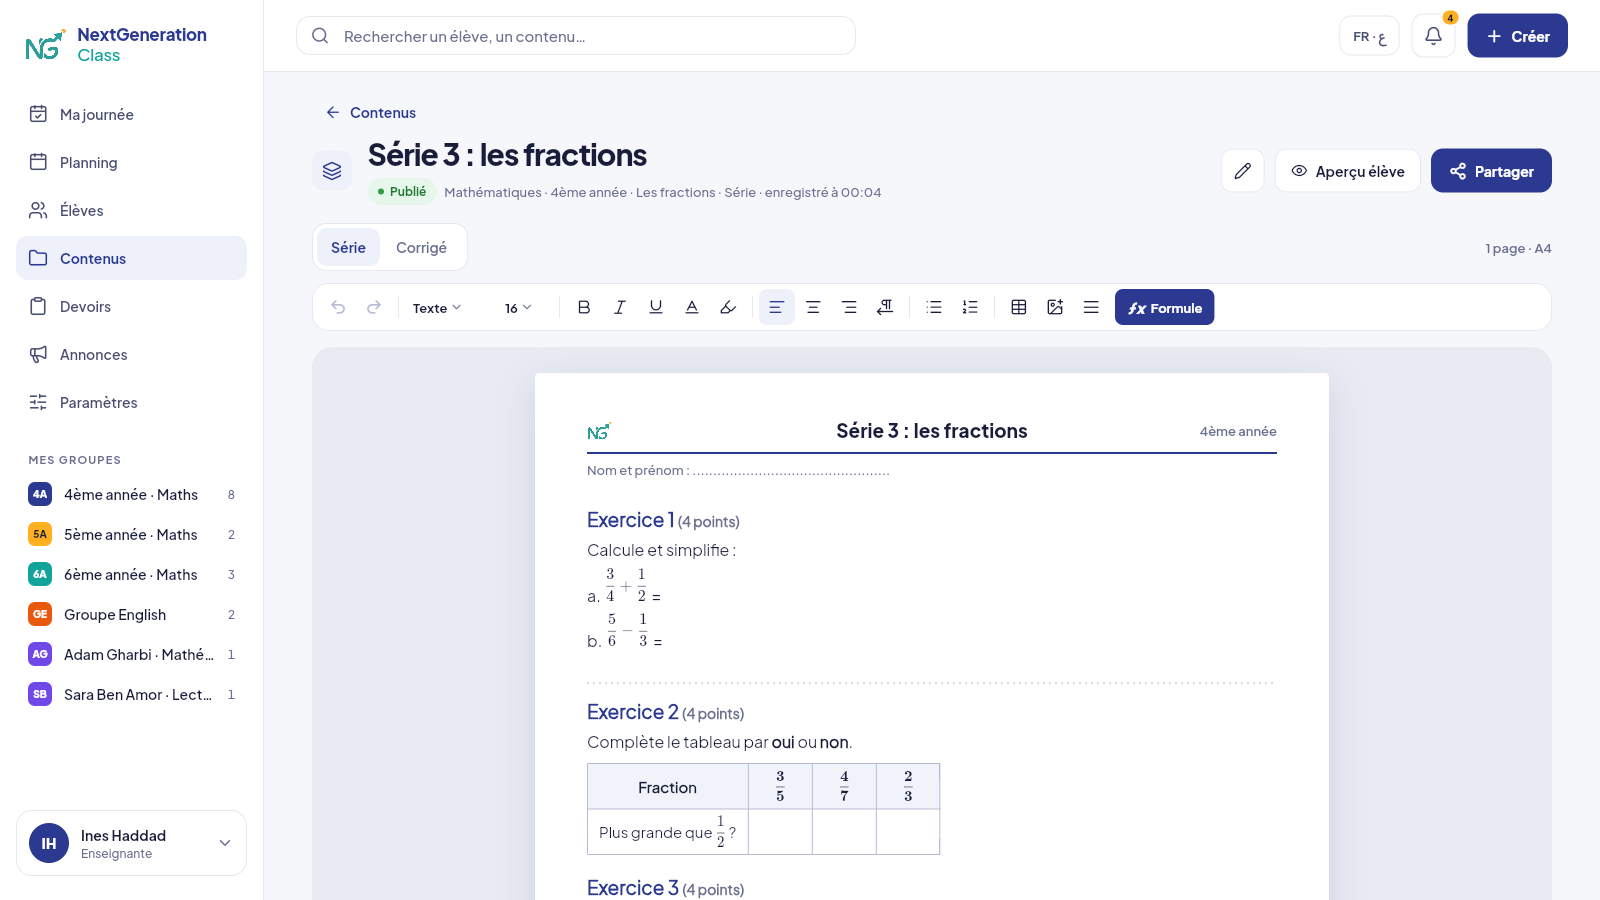 NextGeneration
Class
Rechercher un élève, un contenu...
FR · ع
4
Créer
Ma journée
Planning
Élèves
Contenus
Devoirs
Annonces
Paramètres
MES GROUPES
4A 4ème année · Maths 8
5A 5ème année · Maths 2
6A 6ème année · Maths 3
GE Groupe English 2
AG Adam Gharbi · Mathé... 1
SB Sara Ben Amor · Lect... 1
IH Ines Haddad
Enseignante
Contenus
Série 3 : les fractions
Publié Mathématiques · 4ème année · Les fractions · Série · enregistré à 00:04
Aperçu élève
Partager
Série Corrigé
1 page · A4
Texte 16 B I U A fx Formule
NG Série 3 : les fractions 4ème année
Nom et prénom : ................................................
Exercice 1 (4 points)
Calcule et simplifie :
a. 3/4 + 1/2 =
b. 5/6 − 1/3 =
Exercice 2 (4 points)
Complète le tableau par oui ou non.
Fraction 3/5 4/7 2/3
Plus grande que 1/2 ?
Exercice 3 (4 points)